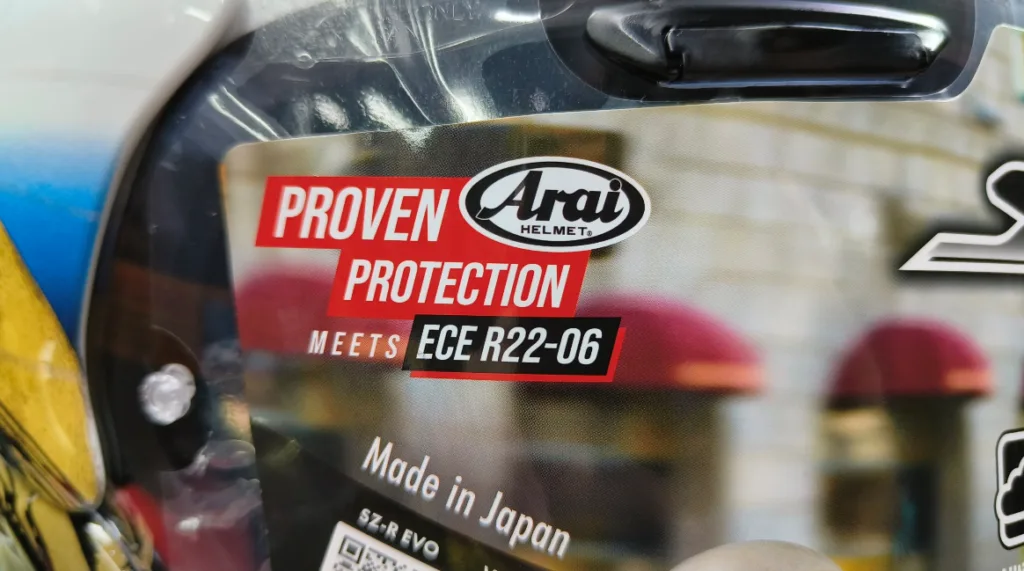 PROVEN
Arai
HELMET®
PROTECTION
MEETS ECE R22-06
Made in Japan
SZ-R EVO